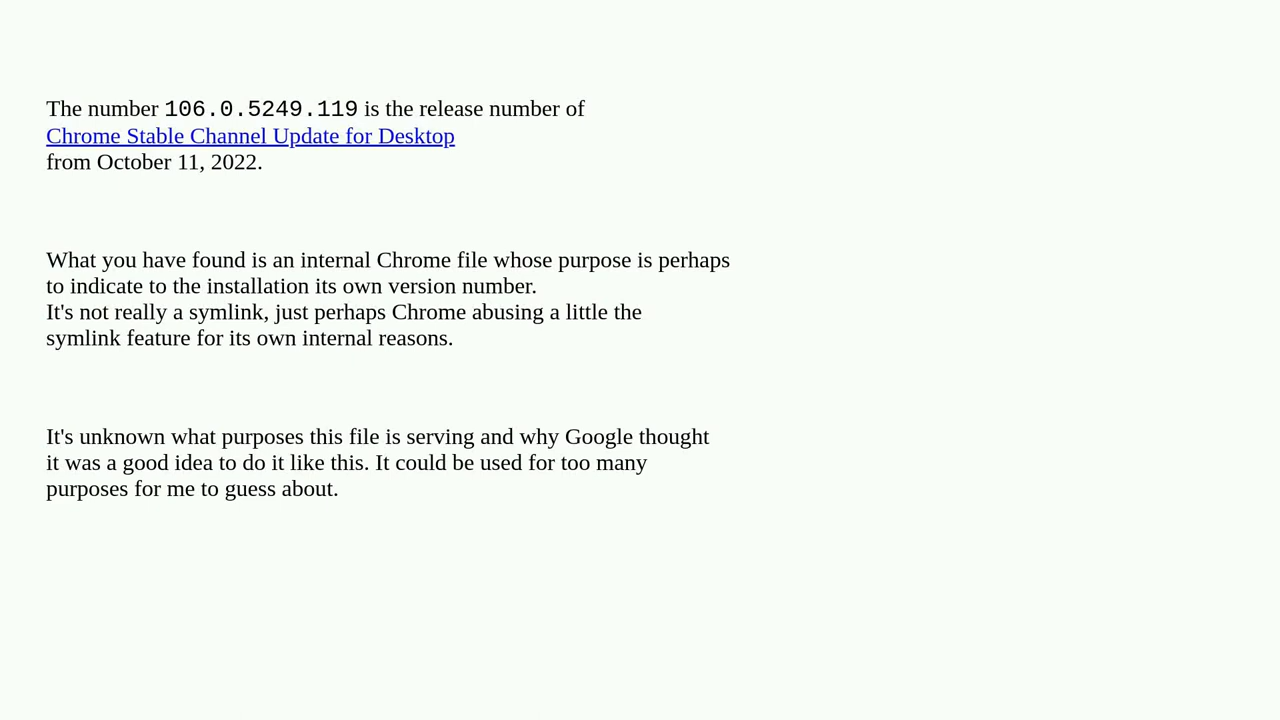 The number 106.0.5249.119 is the release number of
Chrome Stable Channel Update for Desktop
from October 11, 2022.
What you have found is an internal Chrome file whose purpose is perhaps
to indicate to the installation its own version number.
It's not really a symlink, just perhaps Chrome abusing a little the
symlink feature for its own internal reasons.
It's unknown what purposes this file is serving and why Google thought
it was a good idea to do it like this. It could be used for too many
purposes for me to guess about.